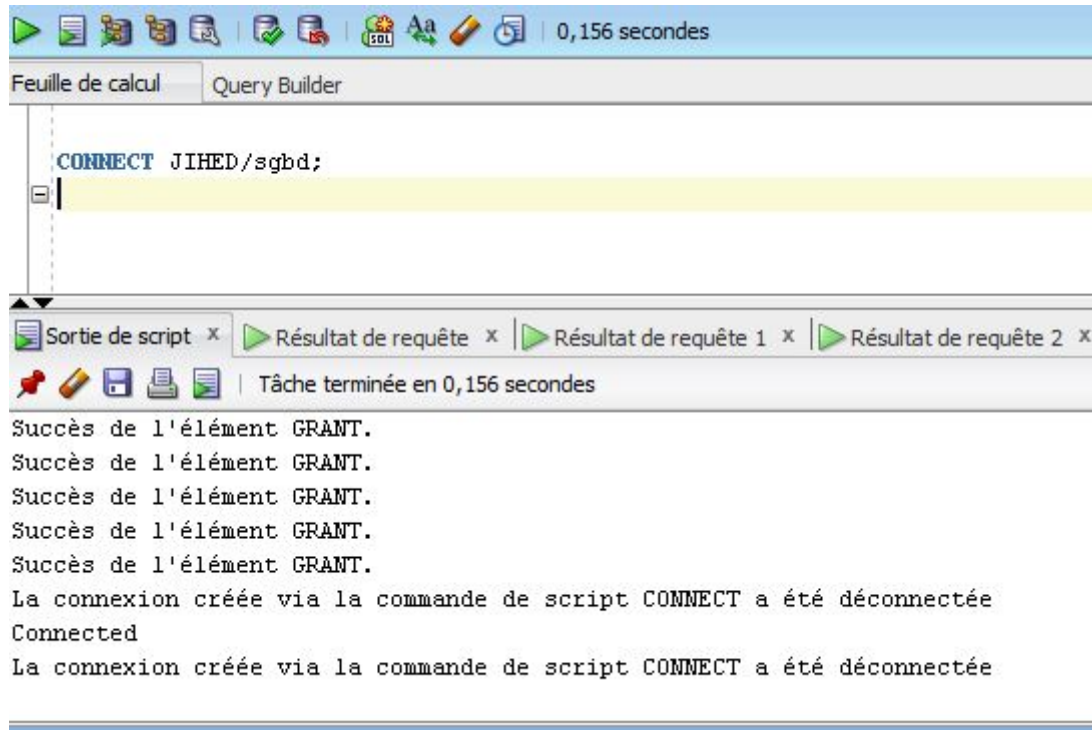 0,156 secondes
Feuille de calcul Query Builder
CONNECT JIHED/sgbd;
Sortie de script x Résultat de requête x Résultat de requête 1 x Résultat de requête 2 x
Tâche terminée en 0,156 secondes
Succès de l'élément GRANT.
Succès de l'élément GRANT.
Succès de l'élément GRANT.
Succès de l'élément GRANT.
Succès de l'élément GRANT.
La connexion créée via la commande de script CONNECT a été déconnectée
Connected
La connexion créée via la commande de script CONNECT a été déconnectée